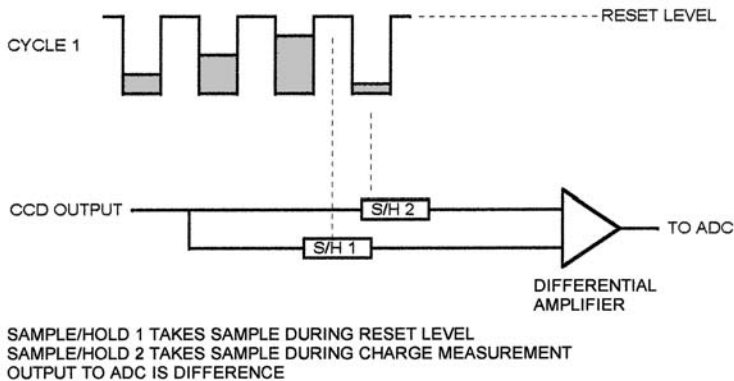 RESET LEVEL
CYCLE 1
CCD OUTPUT
S/H 2
S/H 1
TO ADC
DIFFERENTIAL
AMPLIFIER
SAMPLE/HOLD 1 TAKES SAMPLE DURING RESET LEVEL
SAMPLE/HOLD 2 TAKES SAMPLE DURING CHARGE MEASUREMENT
OUTPUT TO ADC IS DIFFERENCE